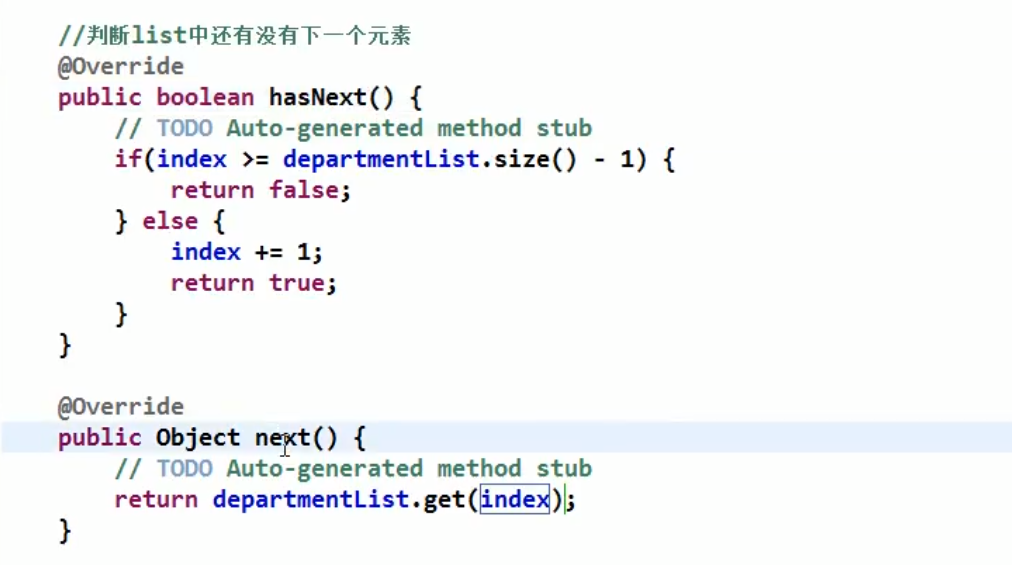 //判断list中还有没有下一个元素
@Override
public boolean hasNext() {
// TODO Auto-generated method stub
if(index >= departmentList.size() - 1) {
return false;
} else {
index += 1;
return true;
}
}
@Override
public Object next() {
// TODO Auto-generated method stub
return departmentList.get(index);
}